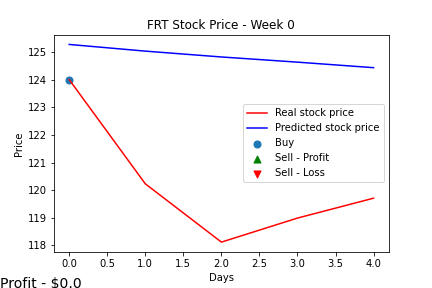 FRT Stock Price - Week 0
125
124
123
122
121
120
119
118
Price
Real stock price
Predicted stock price
Buy
Sell - Profit
Sell - Loss
0.0 0.5 1.0 1.5 2.0 2.5 3.0 3.5 4.0
Days
Profit - $0.0